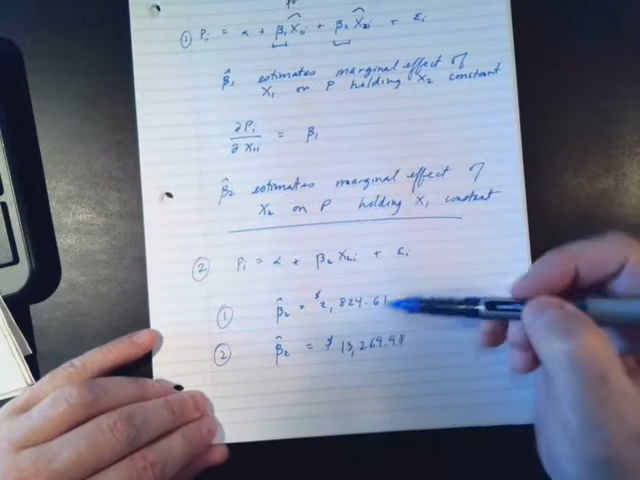 ① Pᵢ = α + β₁X₁ᵢ + β₂X₂ᵢ + εᵢ
β̂₁ estimates marginal effect of
X₁ on P holding X₂ constant
∂Pᵢ
/∂X₁ᵢ = β₁
β̂₂ estimates marginal effect of
X₂ on P holding X₁ constant
② Pᵢ = α + β₂X₂ᵢ + εᵢ
① β̂₂ = $2,824.61
② β̂₂ = $13,269.98